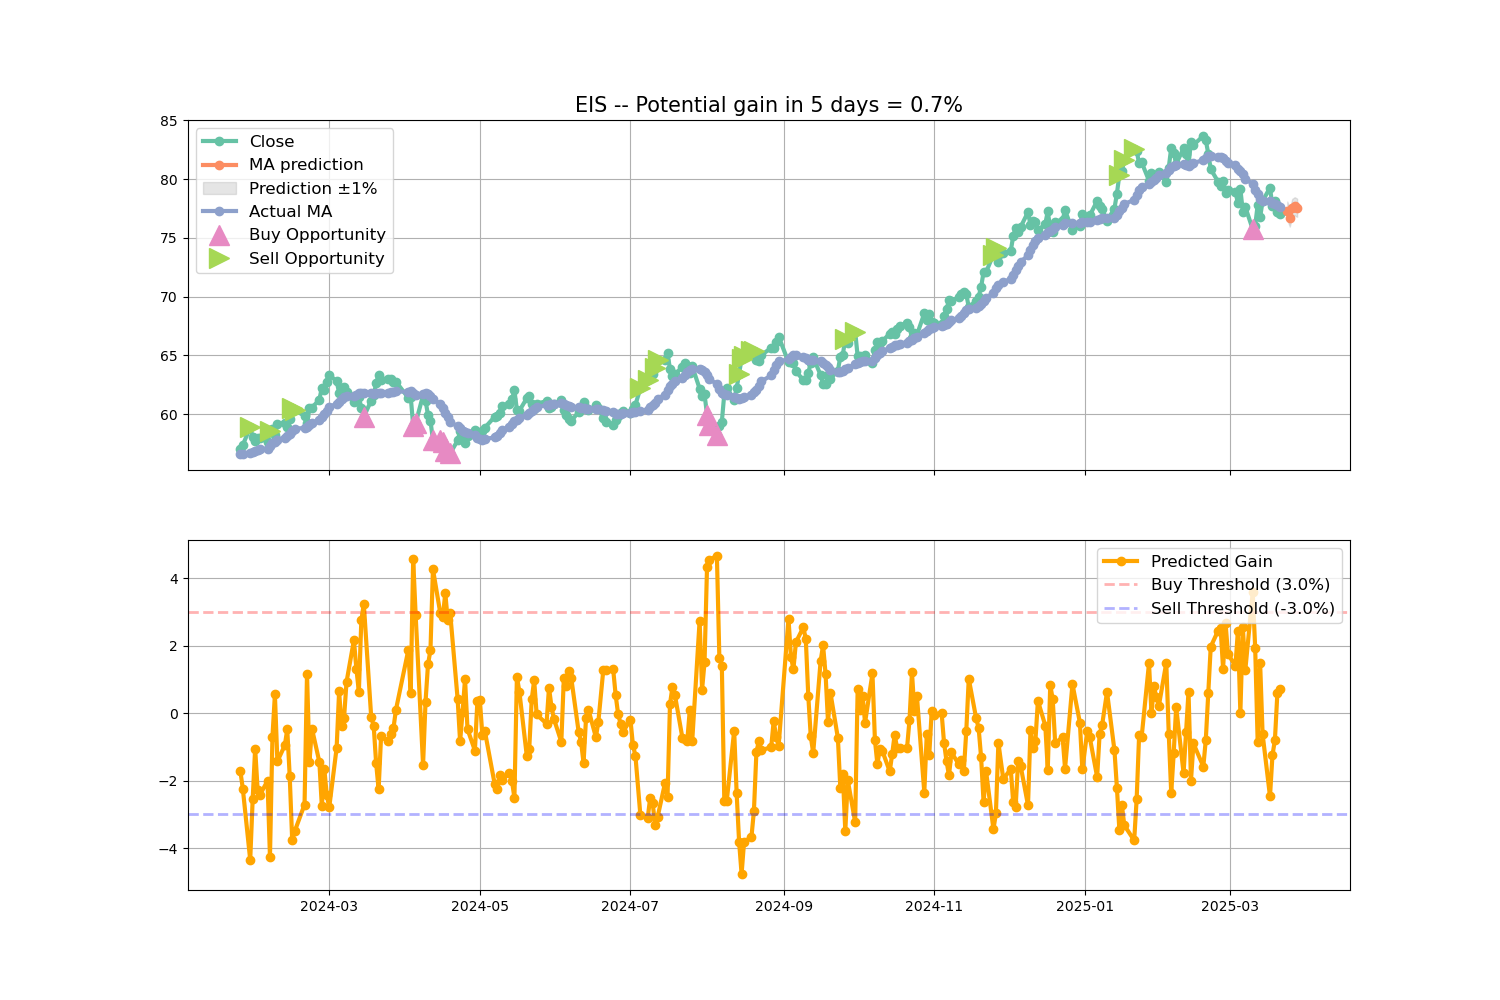 EIS -- Potential gain in 5 days = 0.7%
85
80
75
70
65
60
Close
MA prediction
Prediction ±1%
Actual MA
Buy Opportunity
Sell Opportunity
4
2
0
−2
−4
Predicted Gain
Buy Threshold (3.0%)
Sell Threshold (-3.0%)
2024-03
2024-05
2024-07
2024-09
2024-11
2025-01
2025-03